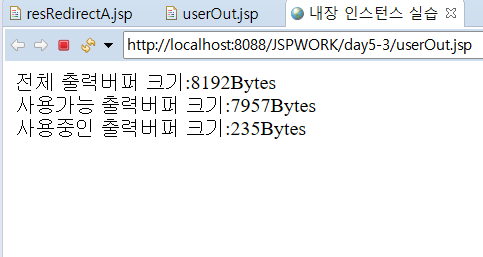 resRedirectA.jsp userOut.jsp 내장 인스턴스 실습
http://localhost:8088/JSPWORK/day5-3/userOut.jsp
전체 출력버퍼 크기:8192Bytes
사용가능 출력버퍼 크기:7957Bytes
사용중인 출력버퍼 크기:235Bytes